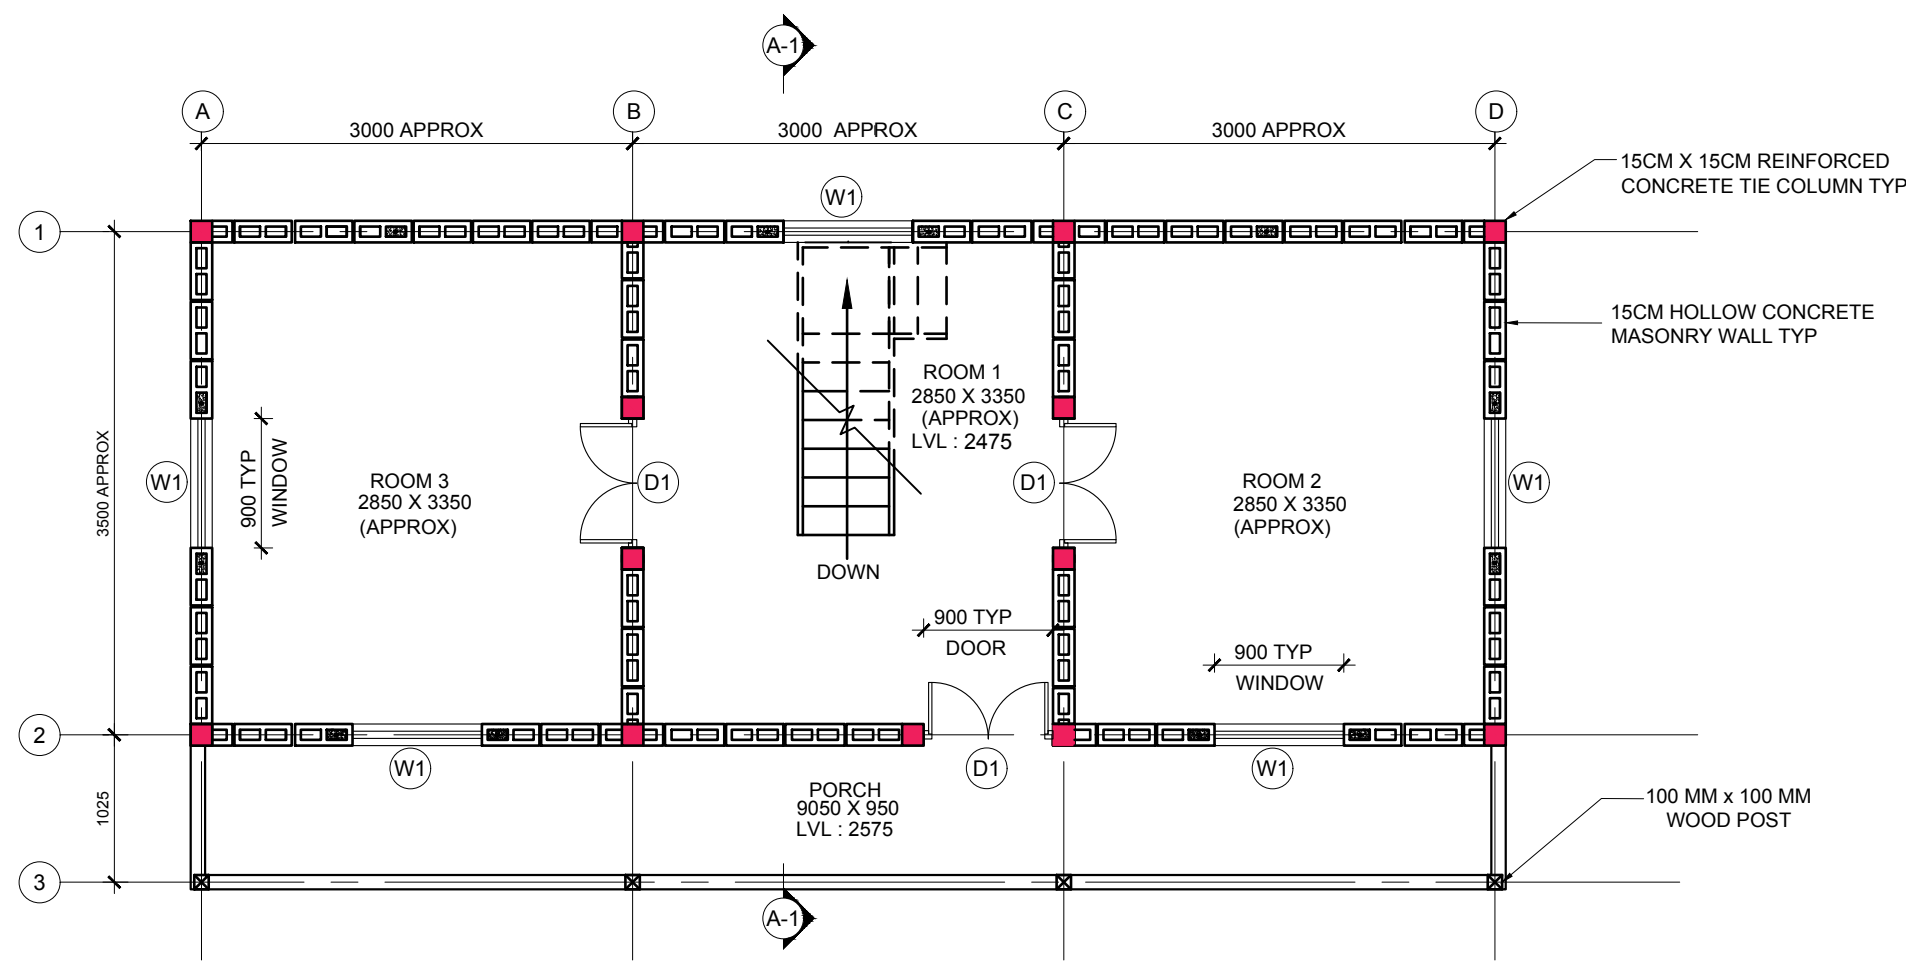 A-1
A
B
C
D
3000 APPROX
3000 APPROX
3000 APPROX
15CM X 15CM REINFORCED
CONCRETE TIE COLUMN TYP
W1
1
15CM HOLLOW CONCRETE
MASONRY WALL TYP
ROOM 1
2850 X 3350
(APPROX)
LVL : 2475
3500 APPROX
W1
900 TYP
WINDOW
ROOM 3
2850 X 3350
(APPROX)
D1
D1
ROOM 2
2850 X 3350
(APPROX)
W1
DOWN
900 TYP
DOOR
900 TYP
WINDOW
2
W1
D1
W1
PORCH
9050 X 950
LVL : 2575
1025
100 MM x 100 MM
WOOD POST
3
A-1